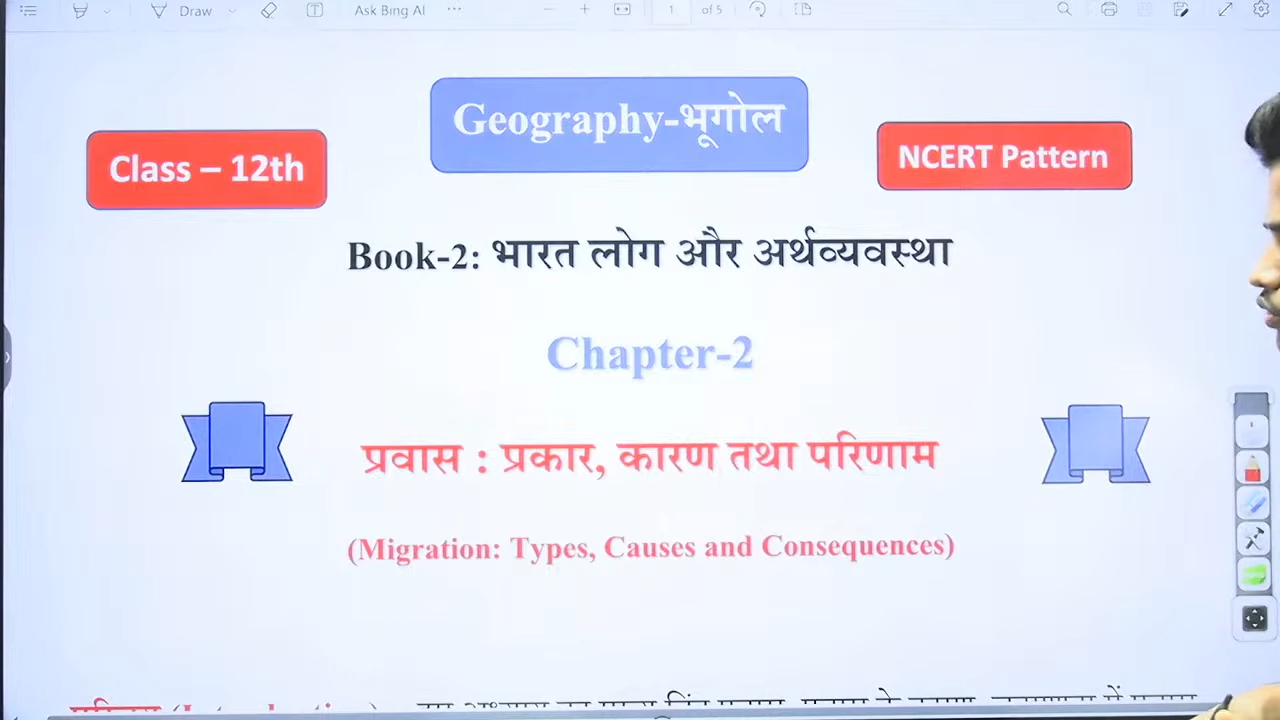 Draw Ask Bing AI 1 of 5
Geography-भूगोल
Class – 12th
NCERT Pattern
Book-2: भारत लोग और अर्थव्यवस्था
Chapter-2
प्रवास : प्रकार, कारण तथा परिणाम
(Migration: Types, Causes and Consequences)